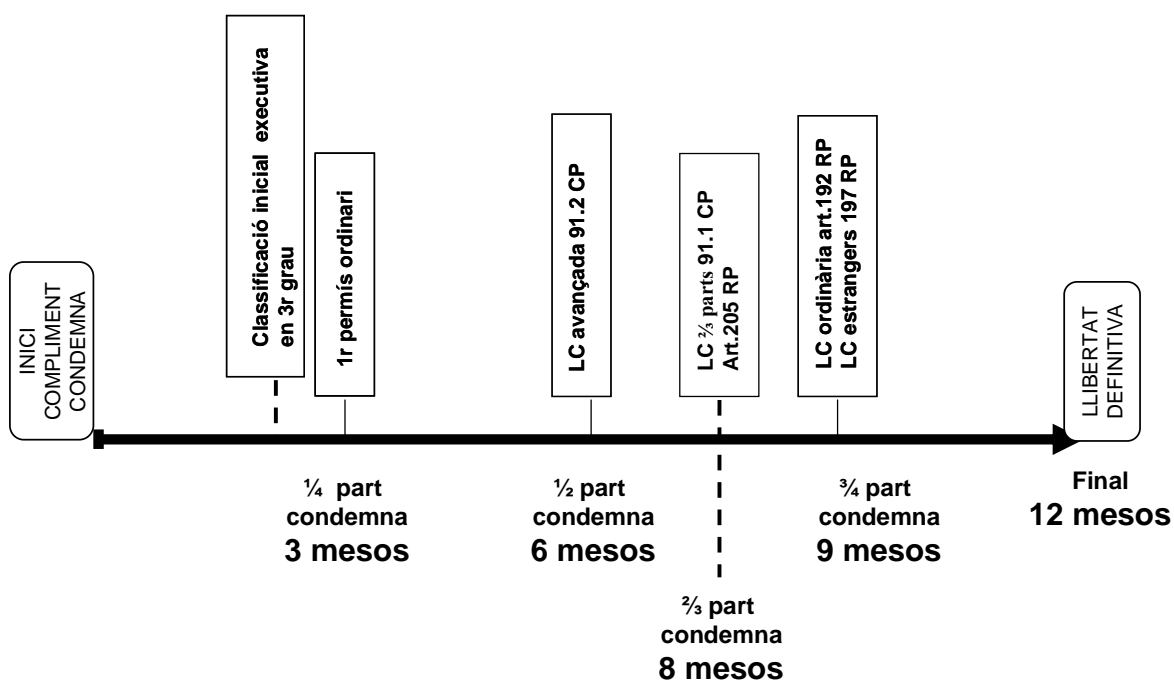 INICI
COMPLIMENT
CONDEMNA
Classificació inicial executiva
en 3r grau
1r permís ordinari
LC avançada 91.2 CP
LC ⅔ parts 91.1 CP
Art.205 RP
LC ordinària art.192 RP
LC estrangers 197 RP
LLIBERTAT
DEFINITIVA
¼ part
condemna
3 mesos
½ part
condemna
6 mesos
⅔ part
condemna
8 mesos
¾ part
condemna
9 mesos
Final
12 mesos